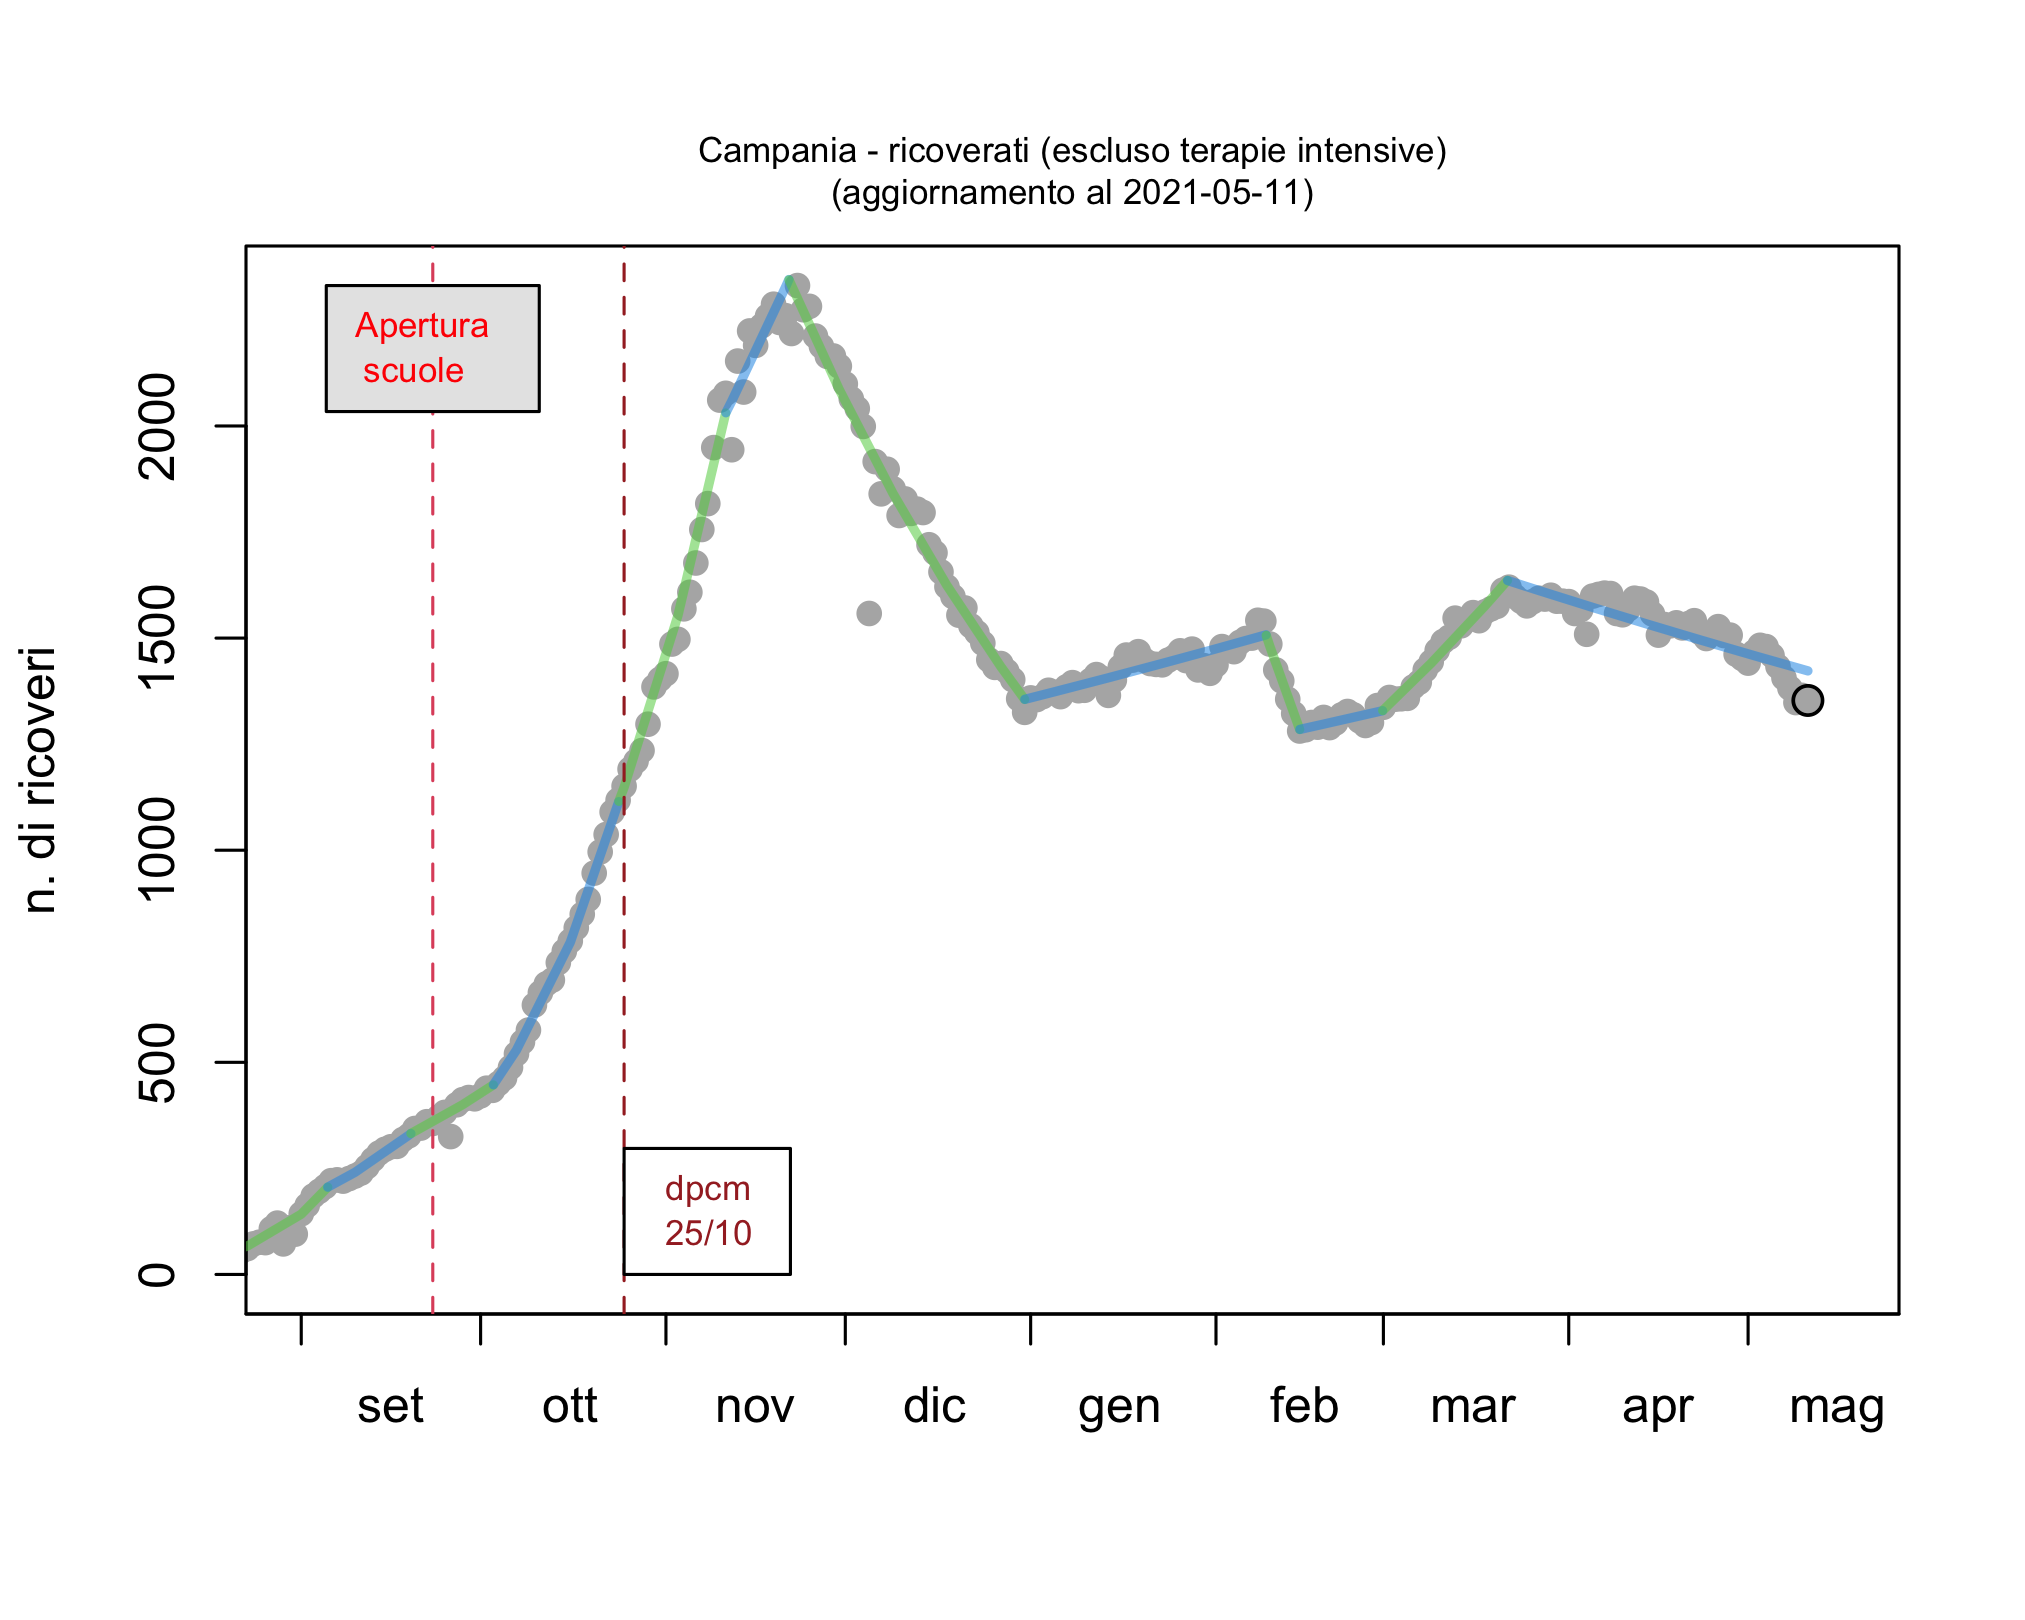 Campania - ricoverati (escluso terapie intensive)
(aggiornamento al 2021-05-11)
Apertura
scuole
n. di ricoveri
2000
1500
1000
500
0
dpcm
25/10
set ott nov dic gen feb mar apr mag